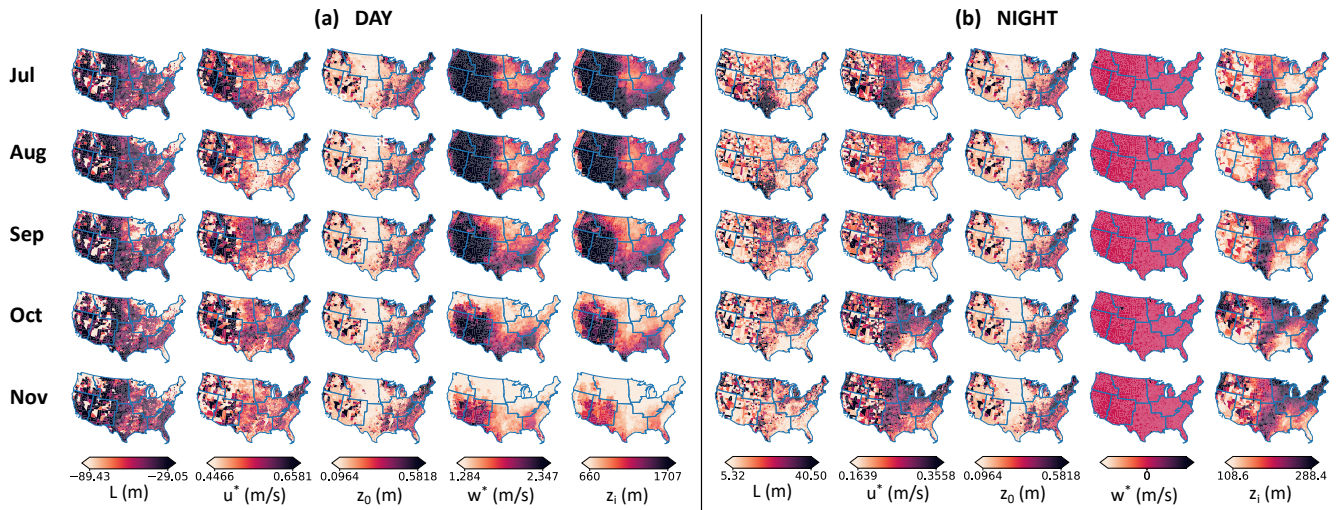 (a) DAY
(b) NIGHT
Jul
Aug
Sep
Oct
Nov
−89.43 −29.05
L (m)
0.4466 0.6581
u* (m/s)
0.0964 0.5818
z₀ (m)
1.284 2.347
w* (m/s)
660 1707
zᵢ (m)
5.32 40.50
L (m)
0.1639 0.3558
u* (m/s)
0.0964 0.5818
z₀ (m)
0
w* (m/s)
108.6 288.4
zᵢ (m)